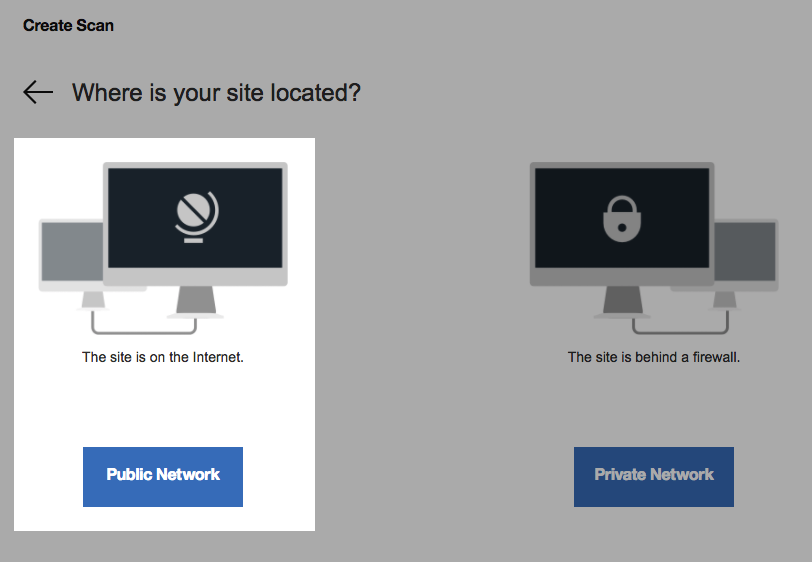 Create Scan
Where is your site located?
The site is on the Internet.
The site is behind a firewall.
Public Network
Private Network